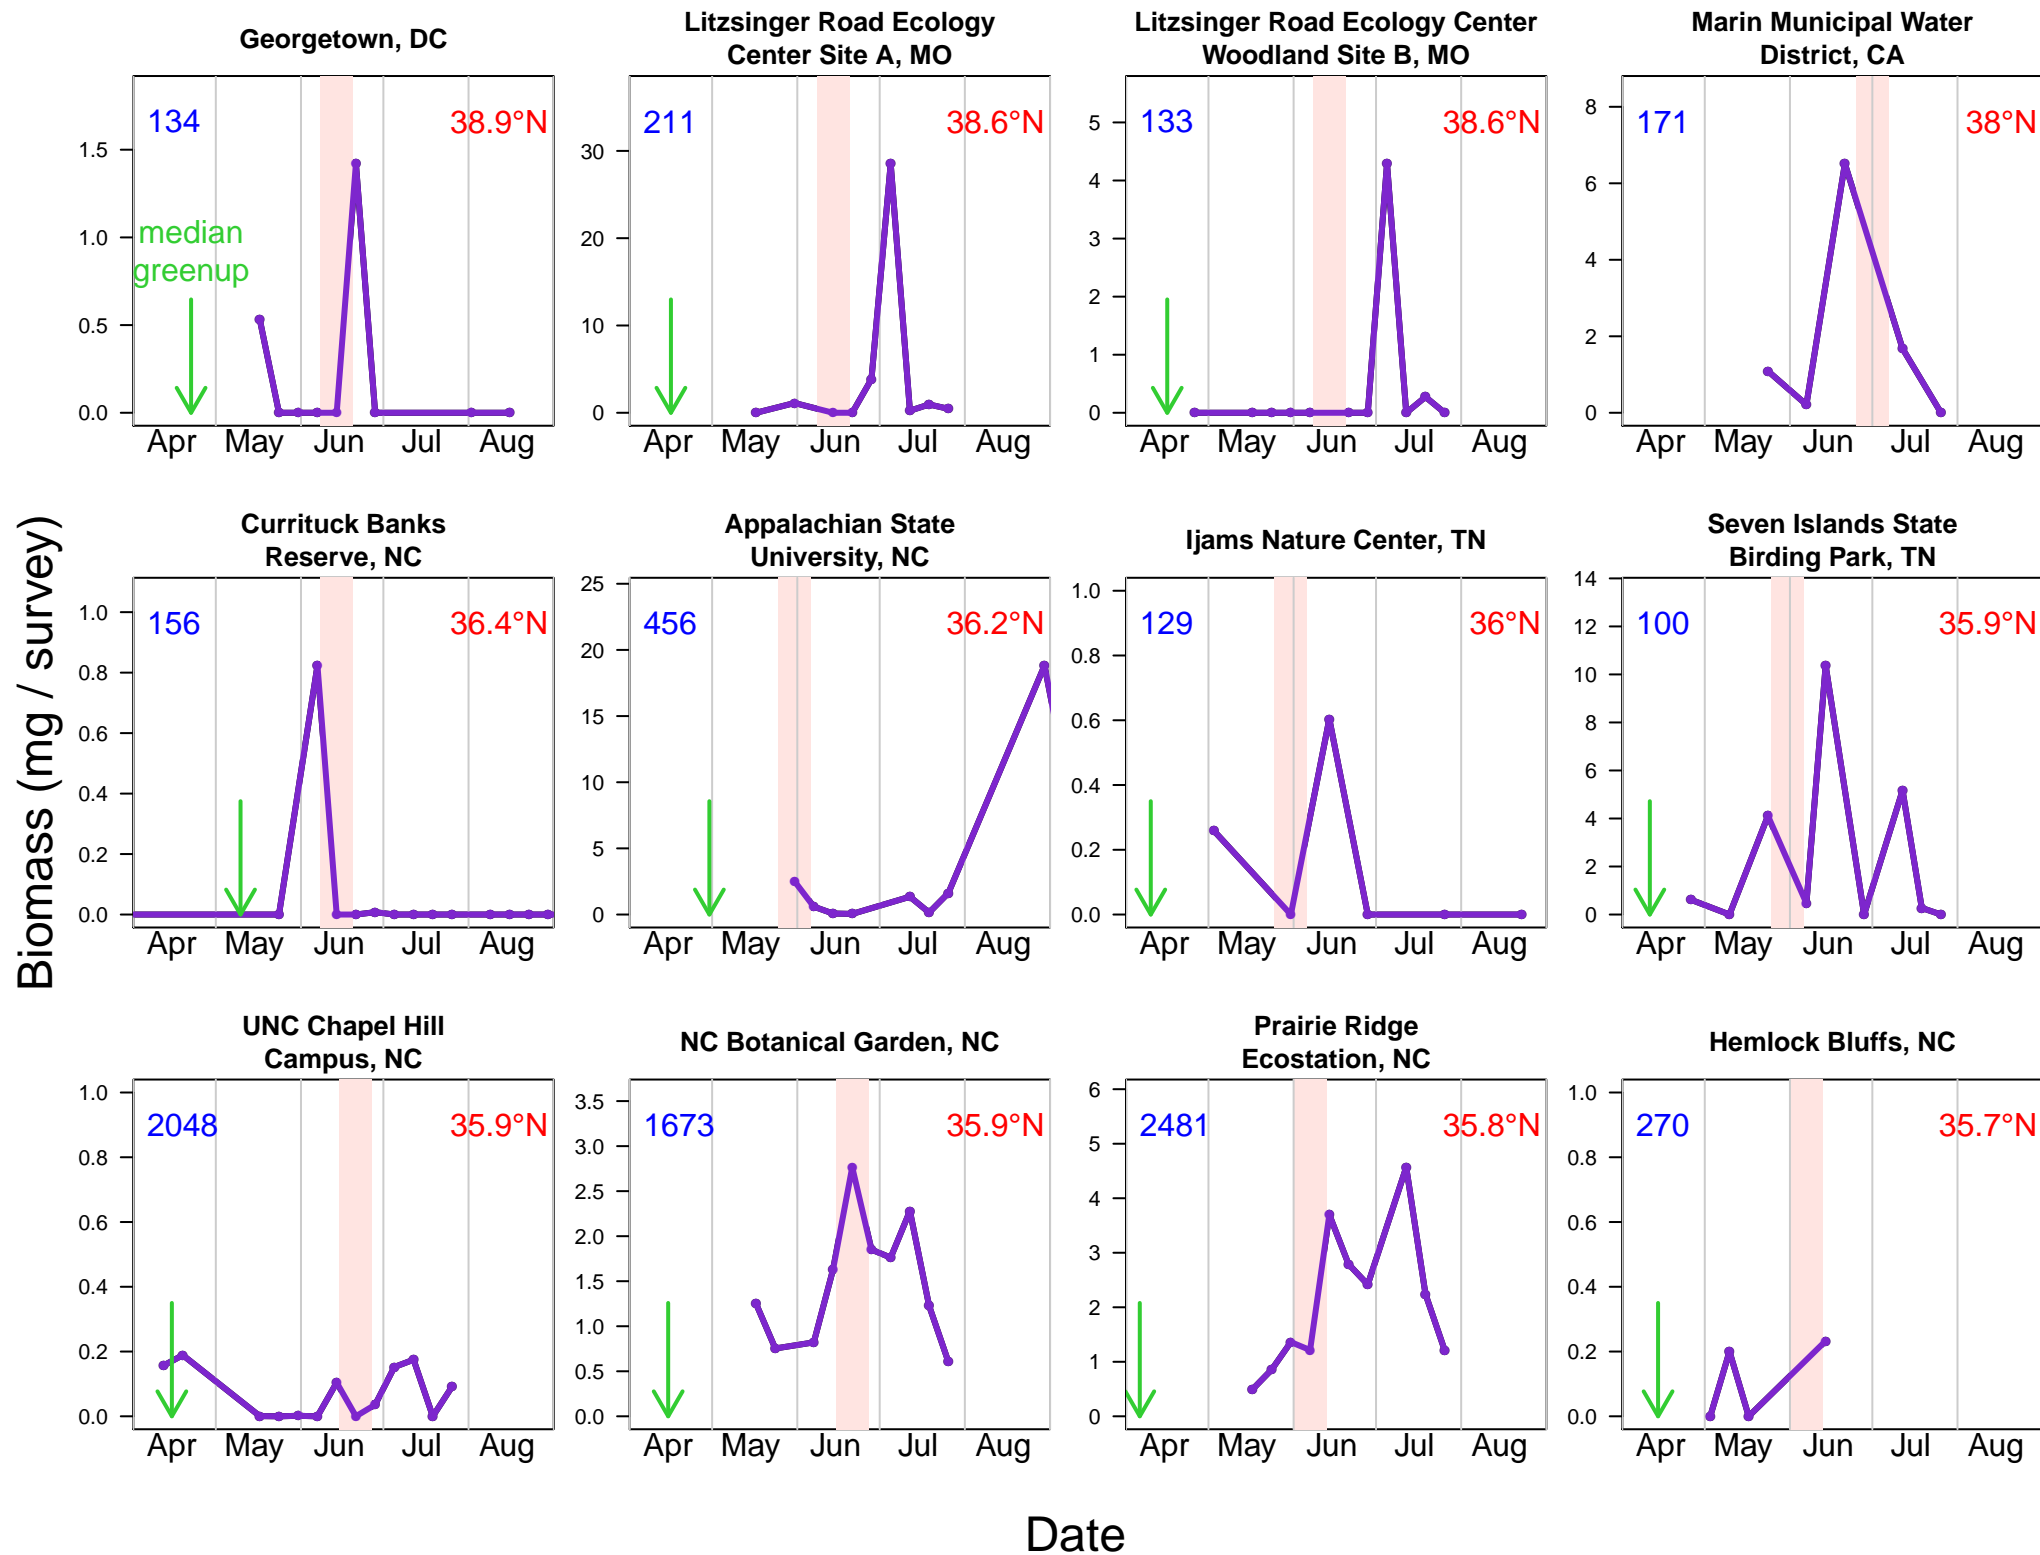 Georgetown, DC
Litzsinger Road Ecology
Center Site A, MO
Litzsinger Road Ecology Center
Woodland Site B, MO
Marin Municipal Water
District, CA
134
38.9°N
median
greenup
0.0
0.5
1.0
1.5
Apr May Jun Jul Aug
211
38.6°N
0
10
20
30
Apr May Jun Jul Aug
133
38.6°N
0
1
2
3
4
5
Apr May Jun Jul Aug
171
38°N
0
2
4
6
8
Apr May Jun Jul Aug
Biomass (mg / survey)
Currituck Banks
Reserve, NC
156
36.4°N
0.0
0.2
0.4
0.6
0.8
1.0
Apr May Jun Jul Aug
Appalachian State
University, NC
456
36.2°N
0
5
10
15
20
25
Apr May Jun Jul Aug
Ijams Nature Center, TN
129
36°N
0.0
0.2
0.4
0.6
0.8
1.0
Apr May Jun Jul Aug
Seven Islands State
Birding Park, TN
100
35.9°N
0
2
4
6
8
10
12
14
Apr May Jun Jul Aug
UNC Chapel Hill
Campus, NC
2048
35.9°N
0.0
0.2
0.4
0.6
0.8
1.0
Apr May Jun Jul Aug
NC Botanical Garden, NC
1673
35.9°N
0.0
0.5
1.0
1.5
2.0
2.5
3.0
3.5
Apr May Jun Jul Aug
Prairie Ridge
Ecostation, NC
2481
35.8°N
0
1
2
3
4
5
6
Apr May Jun Jul Aug
Hemlock Bluffs, NC
270
35.7°N
0.0
0.2
0.4
0.6
0.8
1.0
Apr May Jun Jul Aug
Date